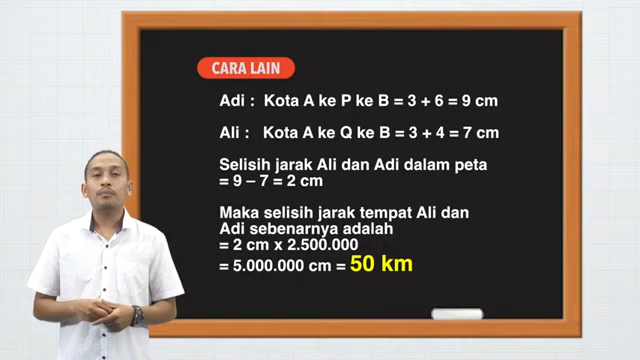 CARA LAIN
Adi : Kota A ke P ke B = 3 + 6 = 9 cm
Ali : Kota A ke Q ke B = 3 + 4 = 7 cm
Selisih jarak Ali dan Adi dalam peta
= 9 – 7 = 2 cm
Maka selisih jarak tempat Ali dan
Adi sebenarnya adalah
= 2 cm x 2.500.000
= 5.000.000 cm = 50 km